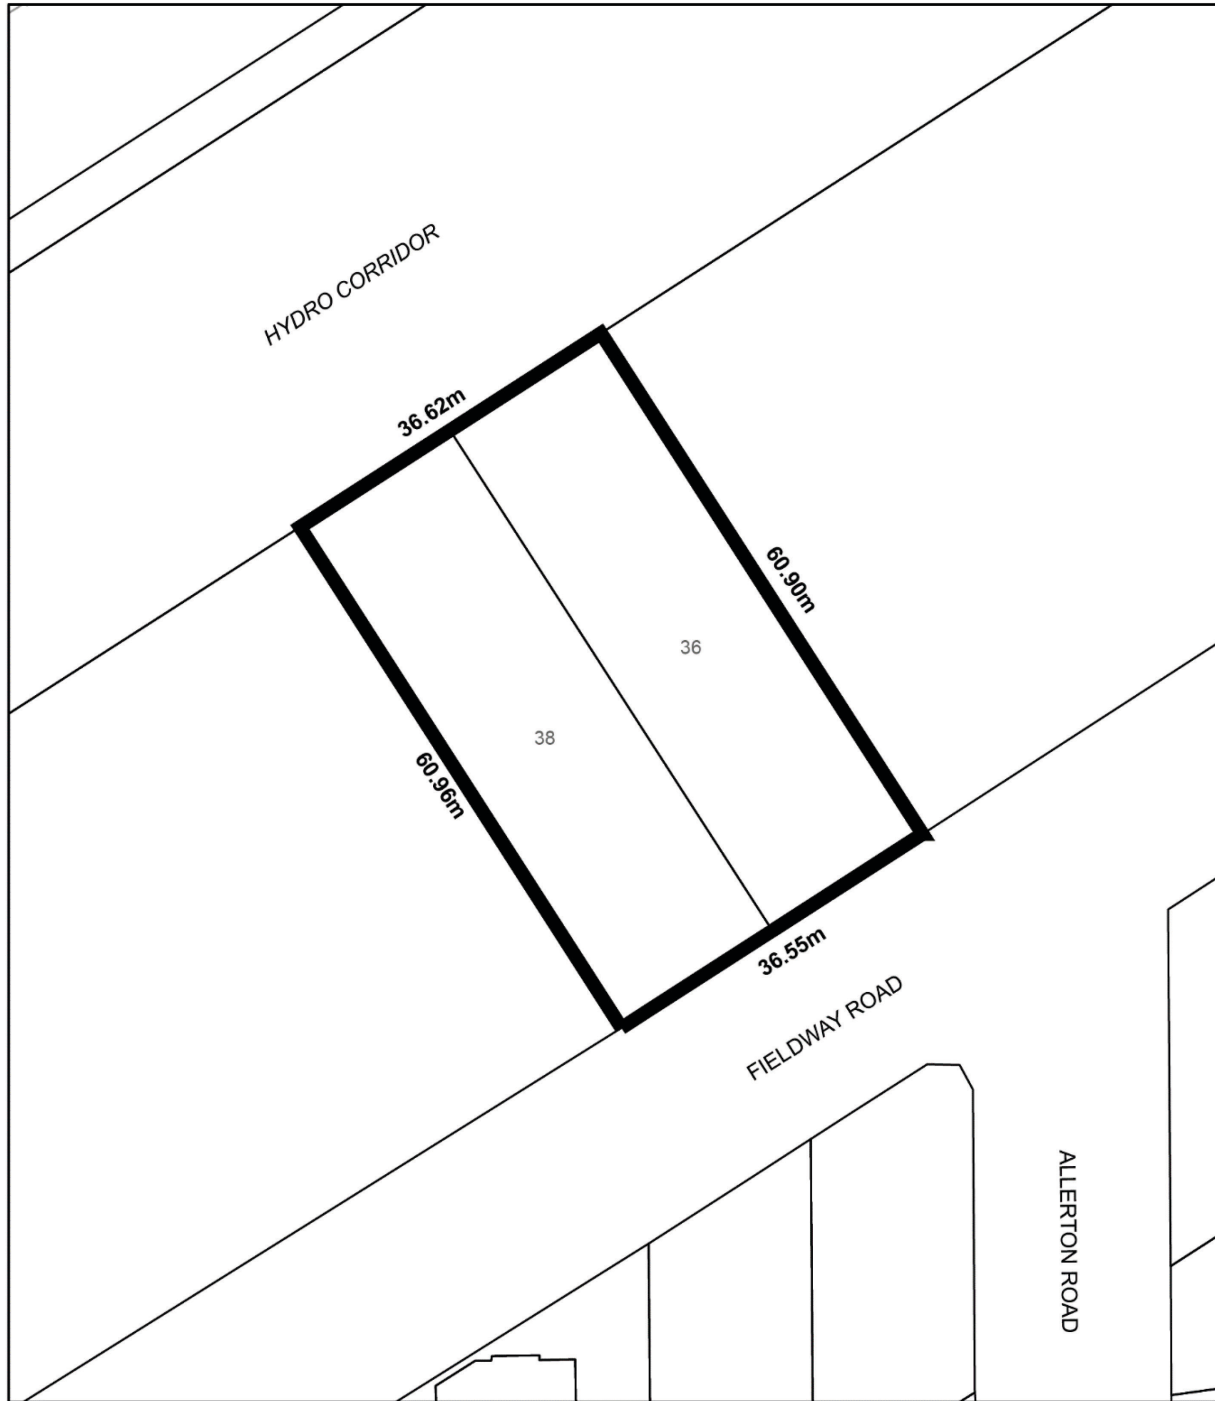 HYDRO CORRIDOR
36.62m
60.90m
36
38
60.96m
36.55m
FIELDWAY ROAD
ALLERTON ROAD